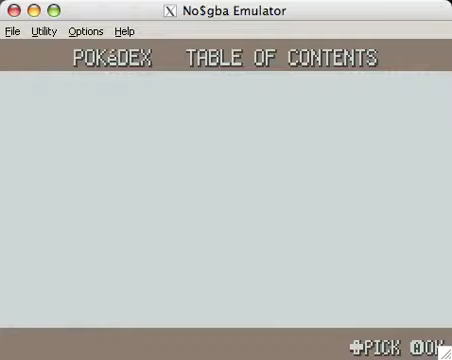 No$gba Emulator
File Utility Options Help
POKéDEX TABLE OF CONTENTS
PICK OK